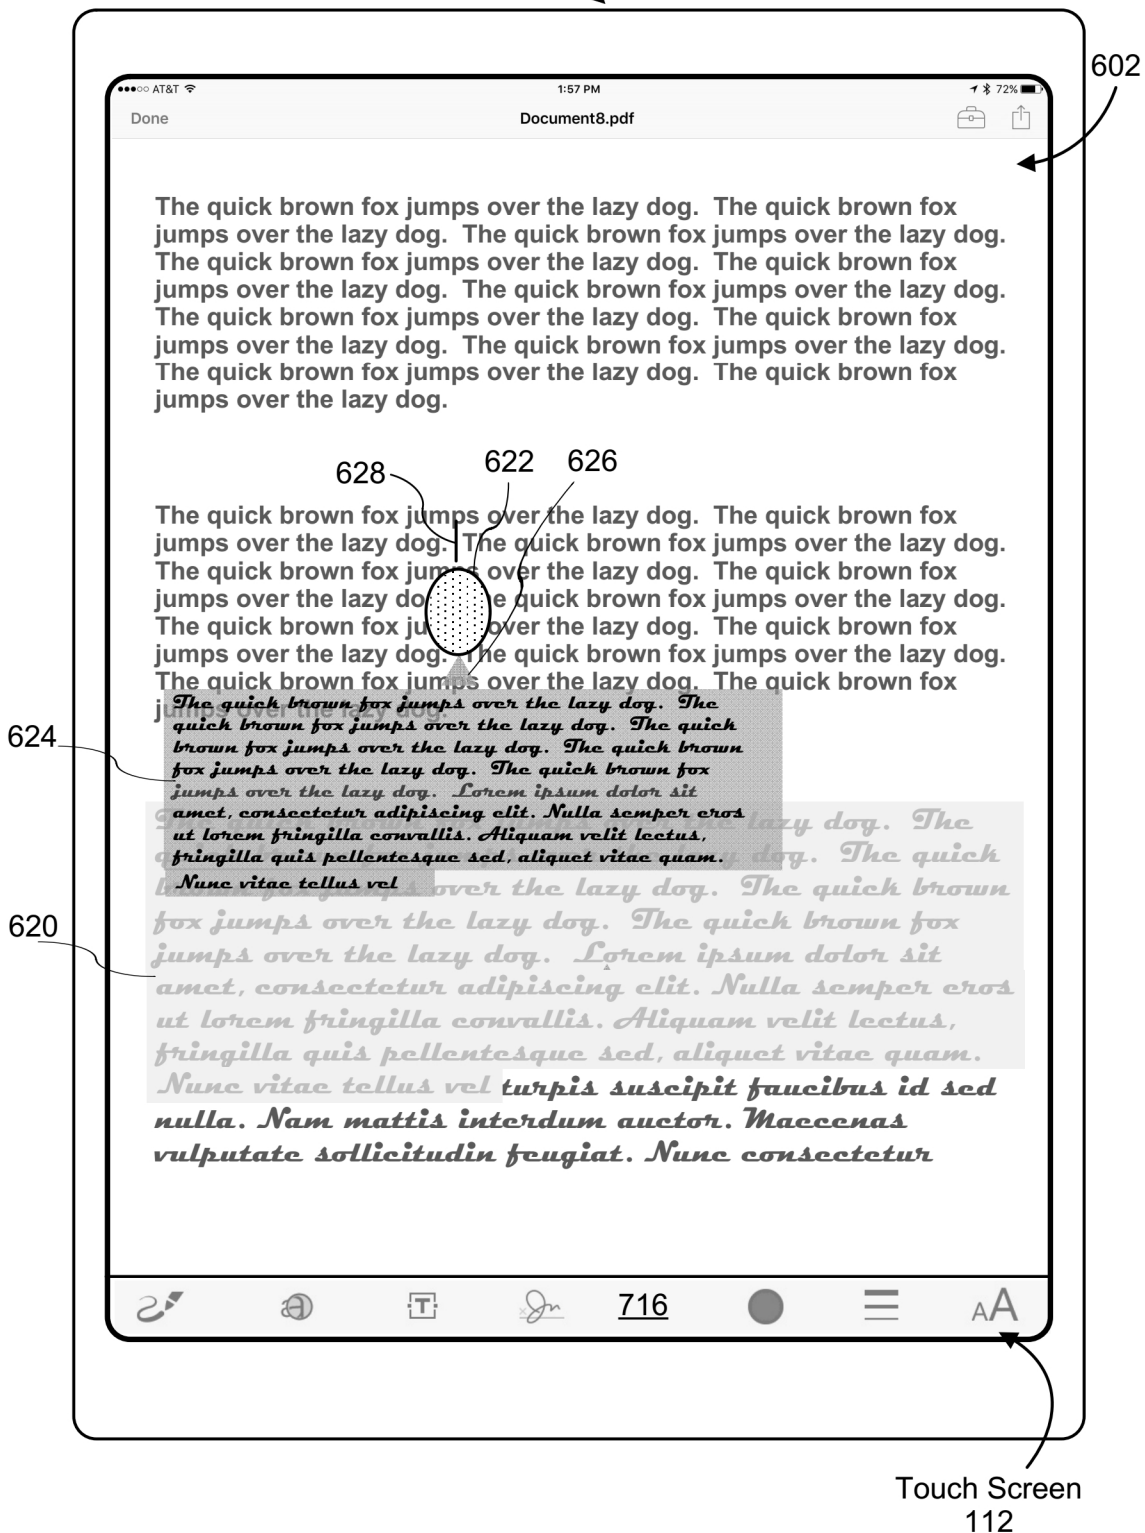 602
AT&T 1:57 PM 72%
Done Document8.pdf
The quick brown fox jumps over the lazy dog. The quick brown fox
jumps over the lazy dog. The quick brown fox jumps over the lazy dog.
The quick brown fox jumps over the lazy dog. The quick brown fox
jumps over the lazy dog. The quick brown fox jumps over the lazy dog.
The quick brown fox jumps over the lazy dog. The quick brown fox
jumps over the lazy dog. The quick brown fox jumps over the lazy dog.
The quick brown fox jumps over the lazy dog. The quick brown fox
jumps over the lazy dog.
628 622 626
The quick brown fox jumps over the lazy dog. The quick brown fox
jumps over the lazy dog. The quick brown fox jumps over the lazy dog.
The quick brown fox jumps over the lazy dog. The quick brown fox
jumps over the lazy do e quick brown fox jumps over the lazy dog.
The quick brown fox ju over the lazy dog. The quick brown fox
jumps over the lazy dog. The quick brown fox jumps over the lazy dog.
The quick brown fox jumps over the lazy dog. The quick brown fox
jumps over the lazy dog.
The quick brown fox jumps over the lazy dog. The
quick brown fox jumps over the lazy dog. The quick
brown fox jumps over the lazy dog. The quick brown
fox jumps over the lazy dog. The quick brown fox
jumps over the lazy dog. Lorem ipsum dolor sit
amet, consectetur adipiscing elit. Nulla semper eros
ut lorem fringilla convallis. Aliquam velit lectus,
fringilla quis pellentesque sed, aliquet vitae quam.
Nunc vitae tellus vel
624
lazy dog. The
dog. The quick
over the lazy dog. The quick brown
fox jumps over the lazy dog. The quick brown fox
620
jumps over the lazy dog. Lorem ipsum dolor sit
amet, consectetur adipiscing elit. Nulla semper eros
ut lorem fringilla convallis. Aliquam velit lectus,
fringilla quis pellentesque sed, aliquet vitae quam.
Nunc vitae tellus vel turpis suscipit faucibus id sed
nulla. Nam mattis interdum auctor. Maecenas
vulputate sollicitudin feugiat. Nunc consectetur
a T 716 AA
Touch Screen
112